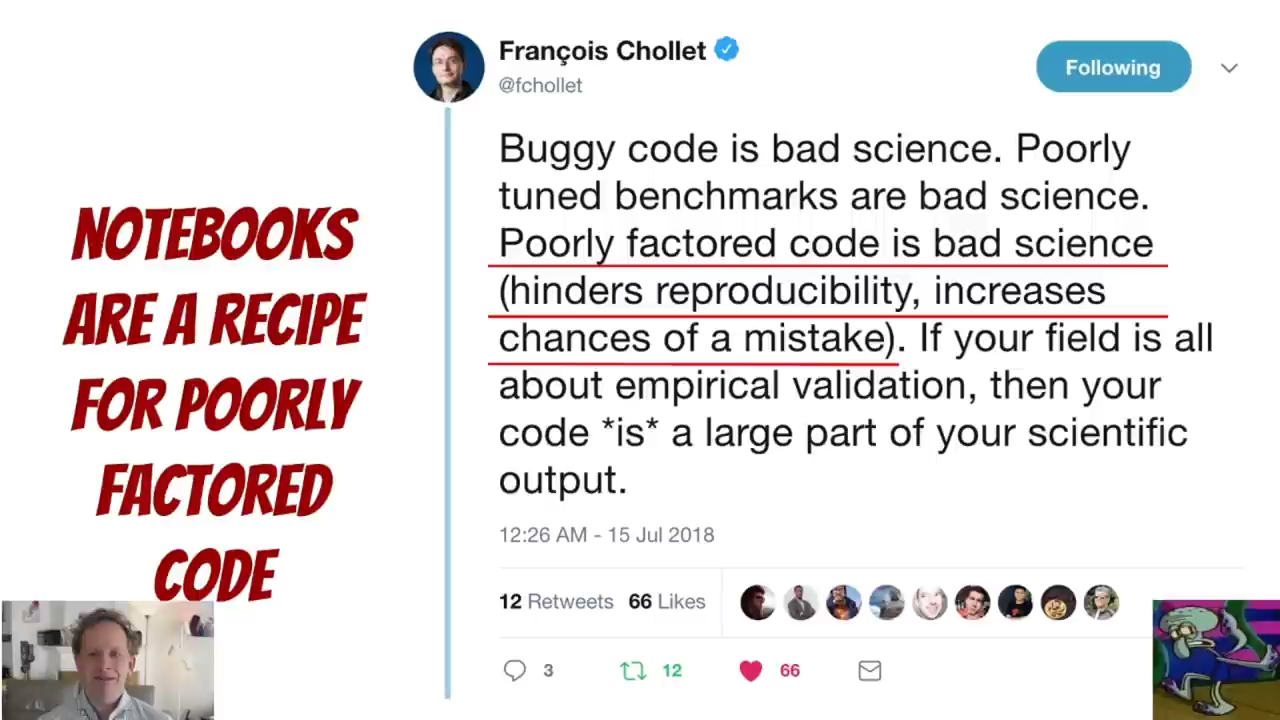 NOTEBOOKS
ARE A RECIPE
FOR POORLY
FACTORED
CODE
François Chollet
@fchollet
Following
Buggy code is bad science. Poorly
tuned benchmarks are bad science.
Poorly factored code is bad science
(hinders reproducibility, increases
chances of a mistake). If your field is all
about empirical validation, then your
code *is* a large part of your scientific
output.
12:26 AM - 15 Jul 2018
12 Retweets 66 Likes
3 12 66